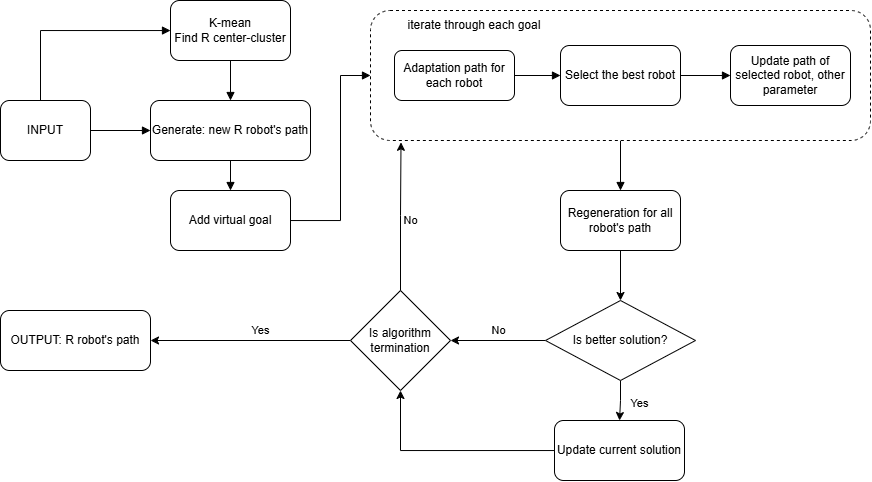 K-mean
Find R center-cluster
INPUT
Generate: new R robot's path
Add virtual goal
iterate through each goal
Adaptation path for
each robot
Select the best robot
Update path of
selected robot, other
parameter
Regeneration for all
robot's path
Is better solution?
No
Yes
Update current solution
Is algorithm
termination
No
Yes
OUTPUT: R robot's path